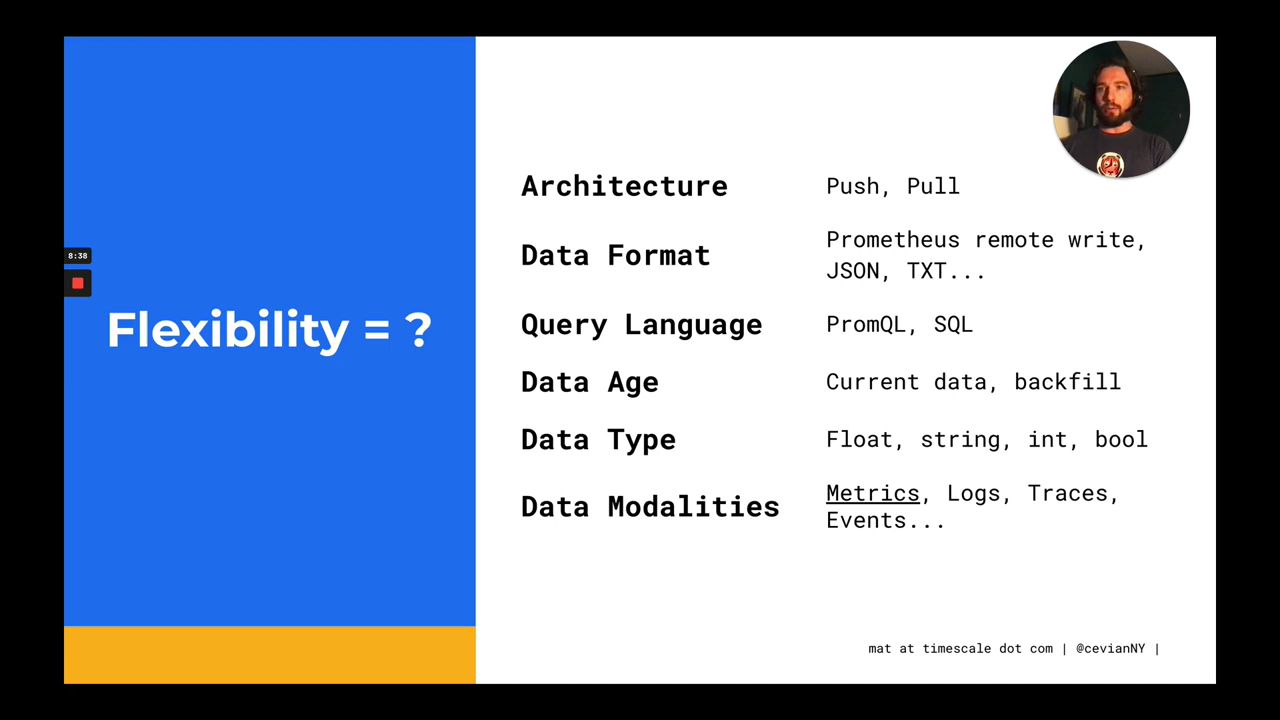 8:38
Flexibility = ?
Architecture
Push, Pull
Data Format
Prometheus remote write,
JSON, TXT...
Query Language
PromQL, SQL
Data Age
Current data, backfill
Data Type
Float, string, int, bool
Data Modalities
Metrics, Logs, Traces,
Events...
mat at timescale dot com | @cevianNY |